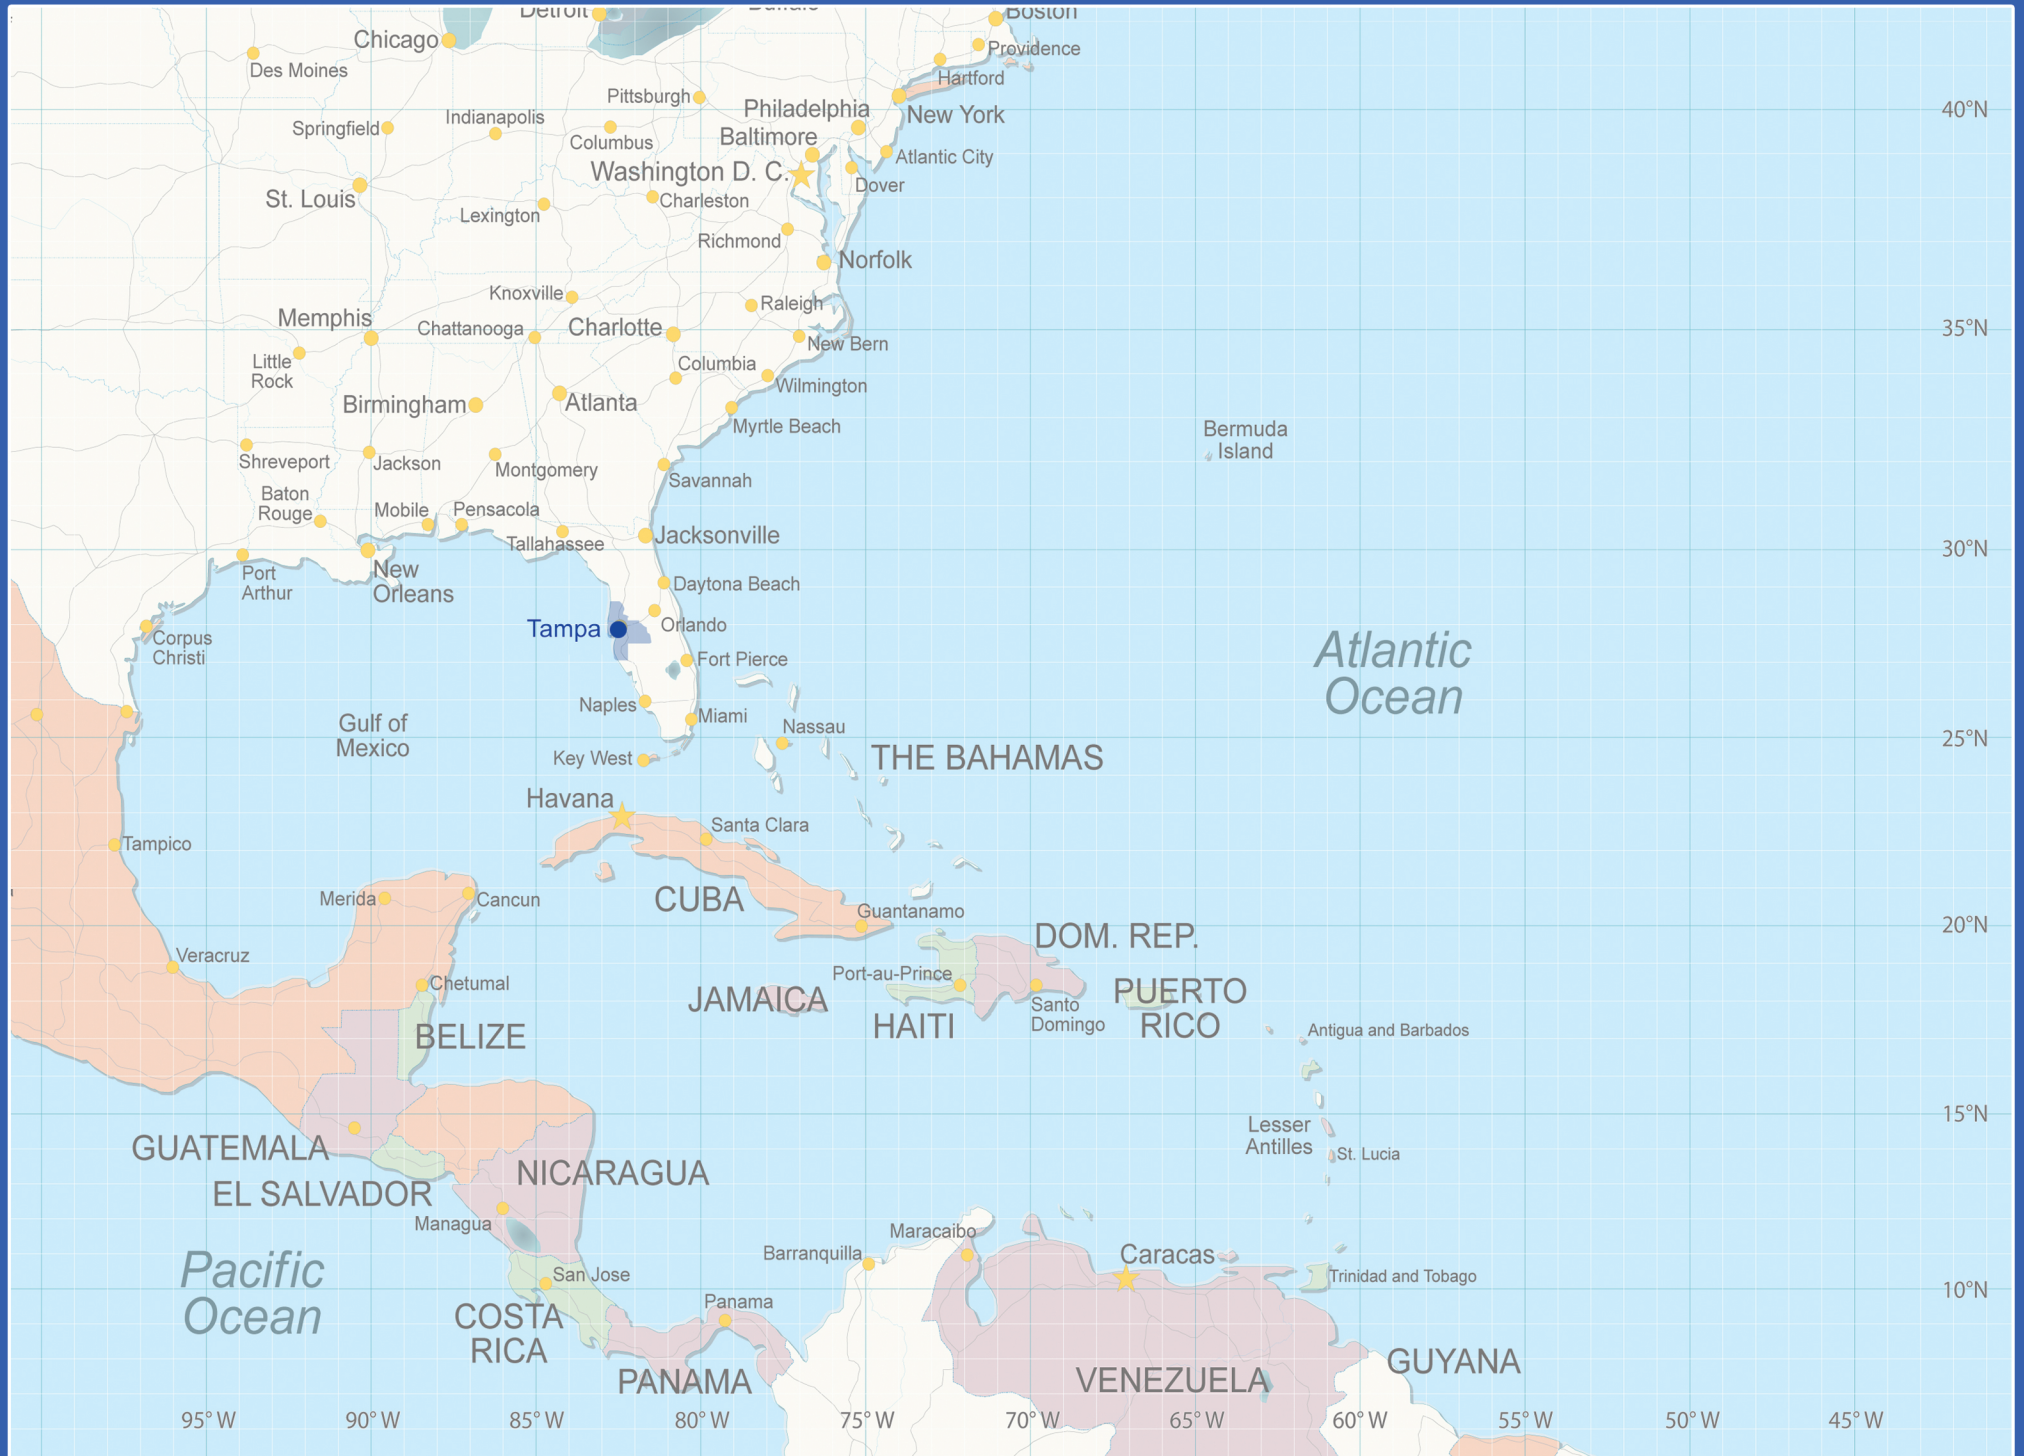 Detroit
Buffalo
Boston
Chicago
Providence
Des Moines
Hartford
Pittsburgh
Philadelphia
New York
40°N
Indianapolis
Springfield
Columbus
Baltimore
Atlantic City
Washington D. C.
Dover
St. Louis
Charleston
Lexington
Richmond
Norfolk
Knoxville
Raleigh
Memphis
Chattanooga
Charlotte
35°N
New Bern
Little
Rock
Columbia
Wilmington
Birmingham
Atlanta
Myrtle Beach
Bermuda
Island
Shreveport
Jackson
Montgomery
Savannah
Baton
Rouge
Mobile
Pensacola
Tallahassee
Jacksonville
30°N
Port
Arthur
New
Orleans
Daytona Beach
Tampa
Orlando
Corpus
Christi
Fort Pierce
Atlantic
Ocean
Naples
Miami
Gulf of
Mexico
Nassau
25°N
Key West
THE BAHAMAS
Havana
Santa Clara
Tampico
Merida
Cancun
CUBA
Guantanamo
20°N
DOM. REP.
Veracruz
Port-au-Prince
Chetumal
JAMAICA
HAITI
Santo
Domingo
PUERTO
RICO
BELIZE
Antigua and Barbados
15°N
Lesser
Antilles
St. Lucia
GUATEMALA
NICARAGUA
EL SALVADOR
Managua
Maracaibo
Barranquilla
Caracas
Pacific
Ocean
San Jose
Trinidad and Tobago
10°N
Panama
COSTA
RICA
PANAMA
VENEZUELA
GUYANA
95°W
90°W
85°W
80°W
75°W
70°W
65°W
60°W
55°W
50°W
45°W